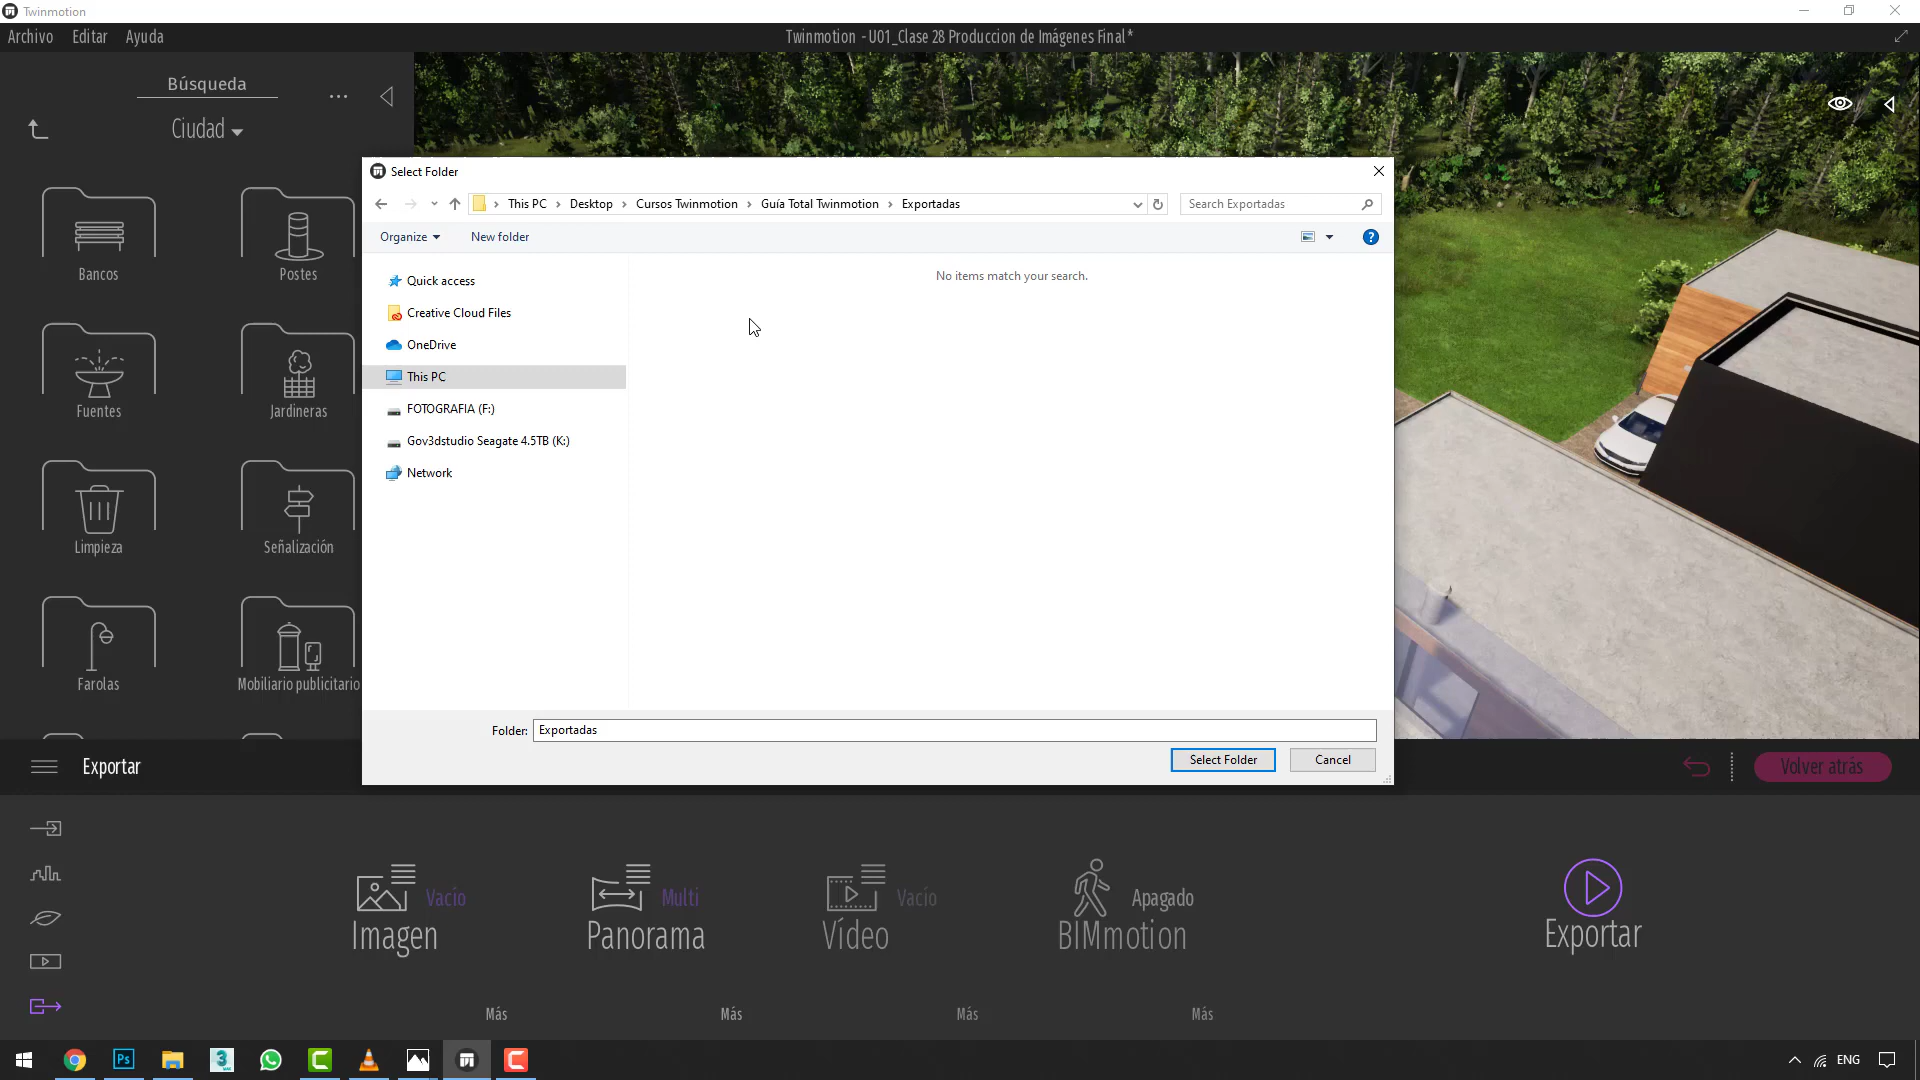 Twinmotion
Archivo Editar Ayuda
Twinmotion - U01_Clase 28 Produccion de Imágenes Final*
Búsqueda
...
Ciudad
Bancos
Postes
Fuentes
Jardineras
Limpieza
Señalización
Farolas
Mobiliario publicitario
Select Folder
This PC > Desktop > Cursos Twinmotion > Guía Total Twinmotion > Exportadas
Search Exportadas
Organize
New folder
Quick access
Creative Cloud Files
OneDrive
This PC
FOTOGRAFIA (F:)
Gov3dstudio Seagate 4.5TB (K:)
Network
No items match your search.
Folder: Exportadas
Select Folder
Cancel
Exportar
Volver atrás
Vacío
Imagen
Más
Multi
Panorama
Más
Vacío
Vídeo
Más
Apagado
BIMmotion
Más
Exportar
Ps
3
ENG